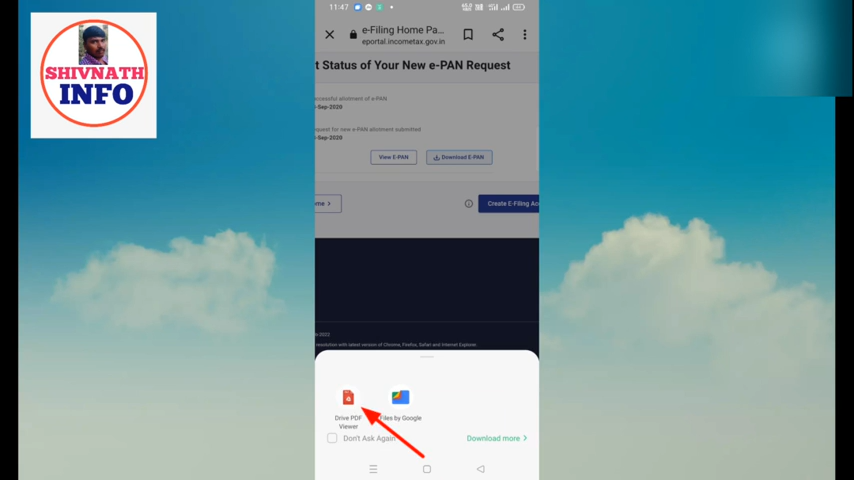 SHIVNATH
INFO
11:47
e-Filing Home Pa...
eportal.incometax.gov.in
t Status of Your New e-PAN Request
uccessful allotment of e-PAN
-Sep-2020
equest for new e-PAN allotment submitted
-Sep-2020
View E-PAN
Download E-PAN
ome >
Create E-Filing Acc
2022
resolution with latest version of Chrome, Firefox, Safari and Internet Explorer.
Drive PDF
Viewer
Files by Google
Don't Ask Again
Download more >